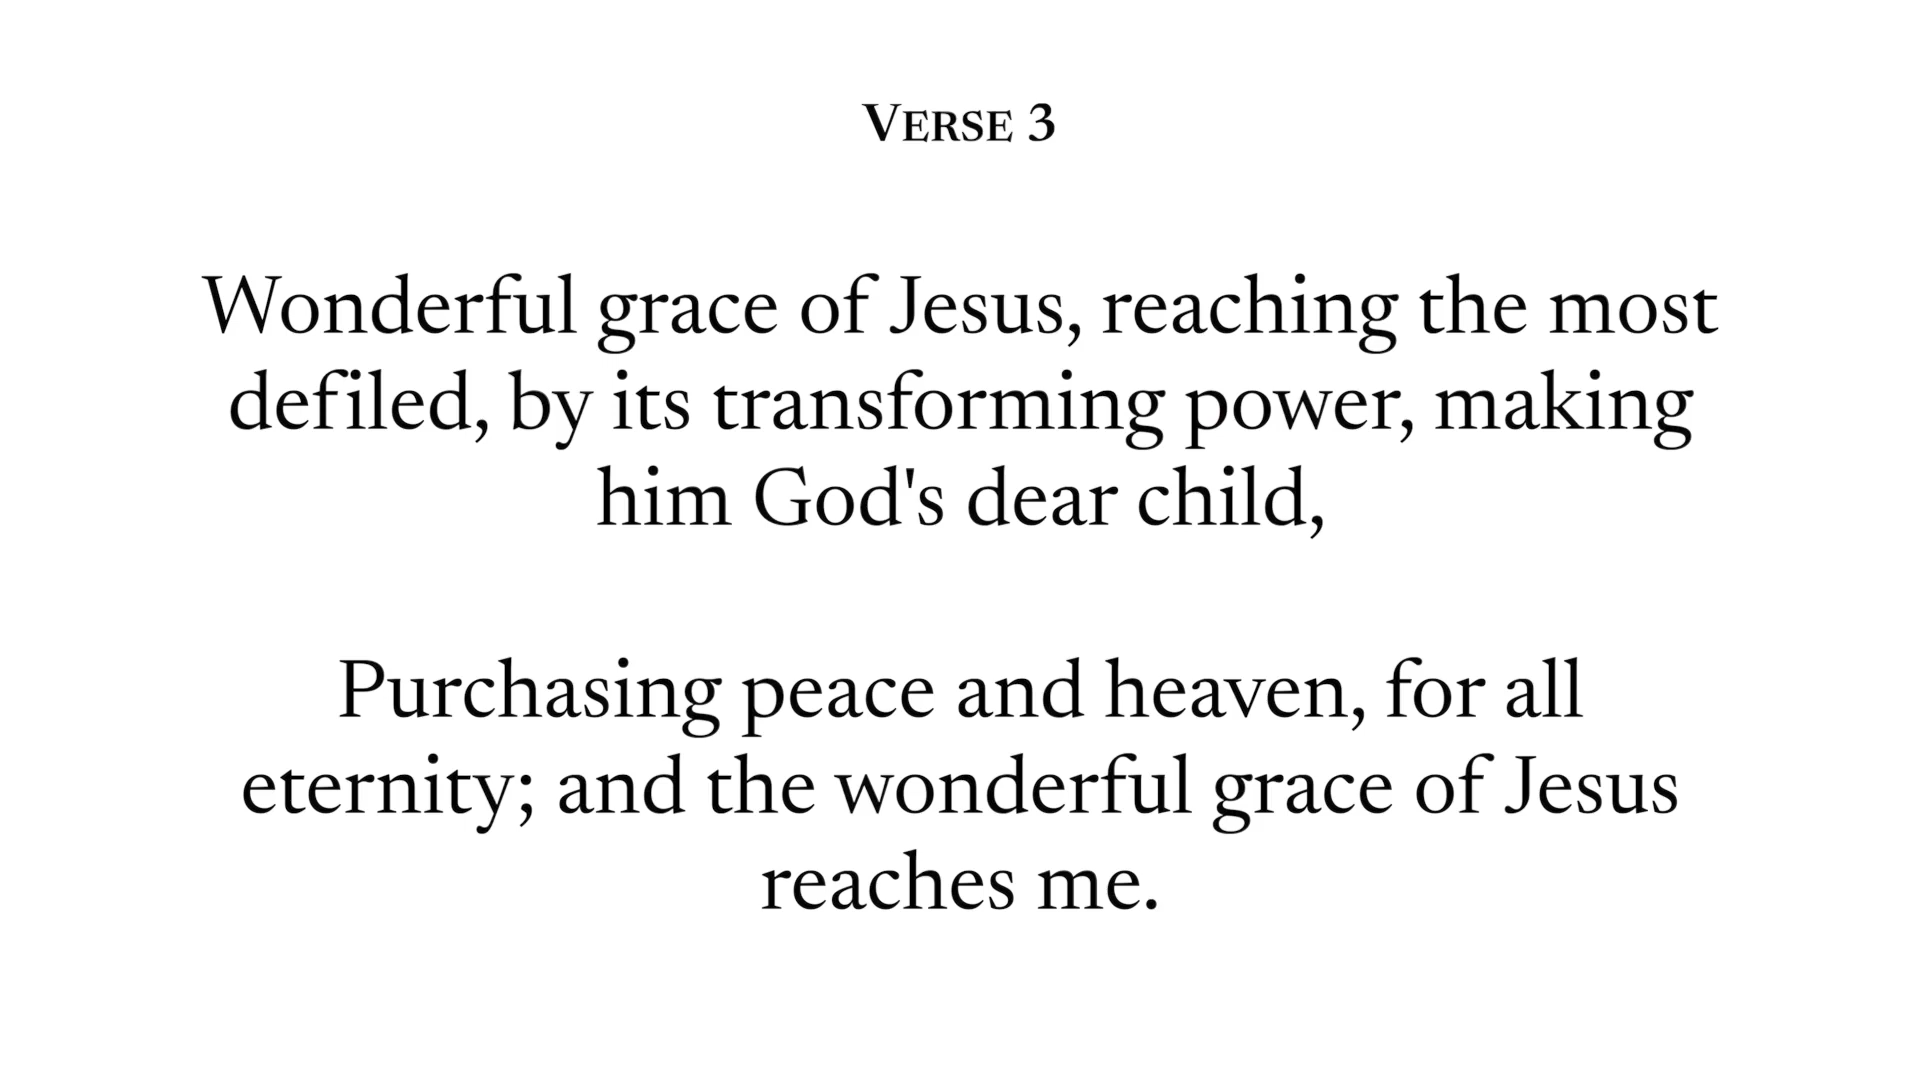 VERSE 3
Wonderful grace of Jesus, reaching the most
defiled, by its transforming power, making
him God's dear child,
Purchasing peace and heaven, for all
eternity; and the wonderful grace of Jesus
reaches me.